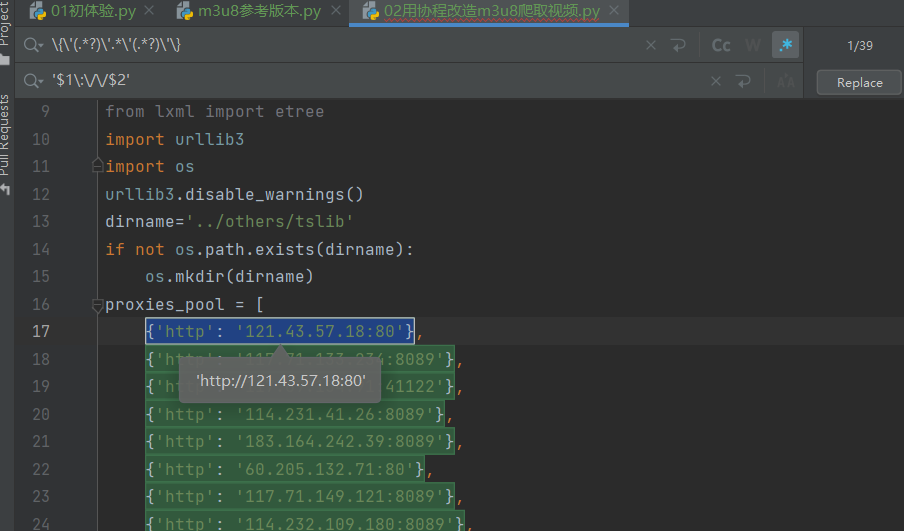 01初体验.py
m3u8参考版本.py
02用协程改造m3u8爬取视频.py
Project
Pull Requests
\{\'(.*?)\'.*\'(.*?)\'\}
Cc W .* 1/39
'$1\:\/\/$2'
Replace
9 from lxml import etree
10 import urllib3
11 import os
12 urllib3.disable_warnings()
13 dirname='../others/tslib'
14 if not os.path.exists(dirname):
15 os.mkdir(dirname)
16 proxies_pool = [
17 {'http': '121.43.57.18:80'},
18 :8089'},
'http://121.43.57.18:80'
19 41122'},
20 {'http': '114.231.41.26:8089'},
21 {'http': '183.164.242.39:8089'},
22 {'http': '60.205.132.71:80'},
23 {'http': '117.71.149.121:8089'},
24 {'http': '114.232.109.180:8089'},